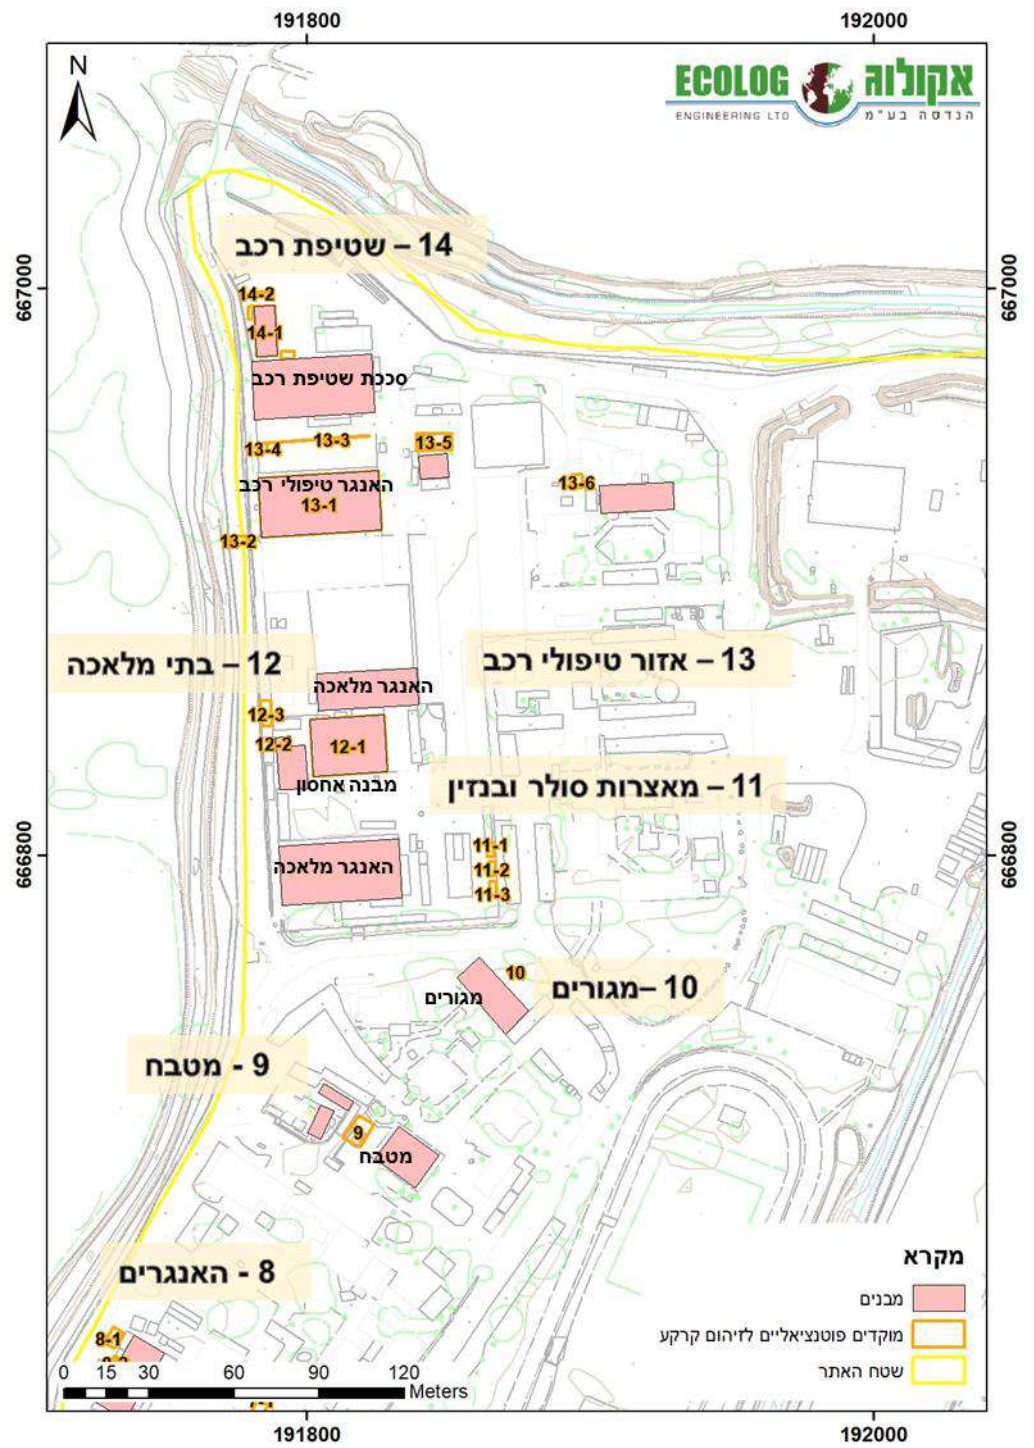 191800
192000
N
ECOLOG אקולוג
ENGINEERING LTD הנדסה בע"מ
14 – שטיפת רכב
667000
667000
14-2
14-1
סככת שטיפת רכב
13-3
13-4
13-5
האנגר טיפולי רכב
13-6
13-1
13-2
12 – בתי מלאכה
13 – אזור טיפולי רכב
האנגר מלאכה
12-3
12-2
12-1
מבנה אחסון
11 – מאצרות סולר ובנזין
666800
666800
11-1
האנגר מלאכה
11-2
11-3
10
מגורים
10 –מגורים
9 - מטבח
9
מטבח
8 - האנגרים
8-1
מקרא
מבנים
מוקדים פוטנציאליים לזיהום קרקע
שטח האתר
0 15 30 60 90 120
Meters
191800
192000